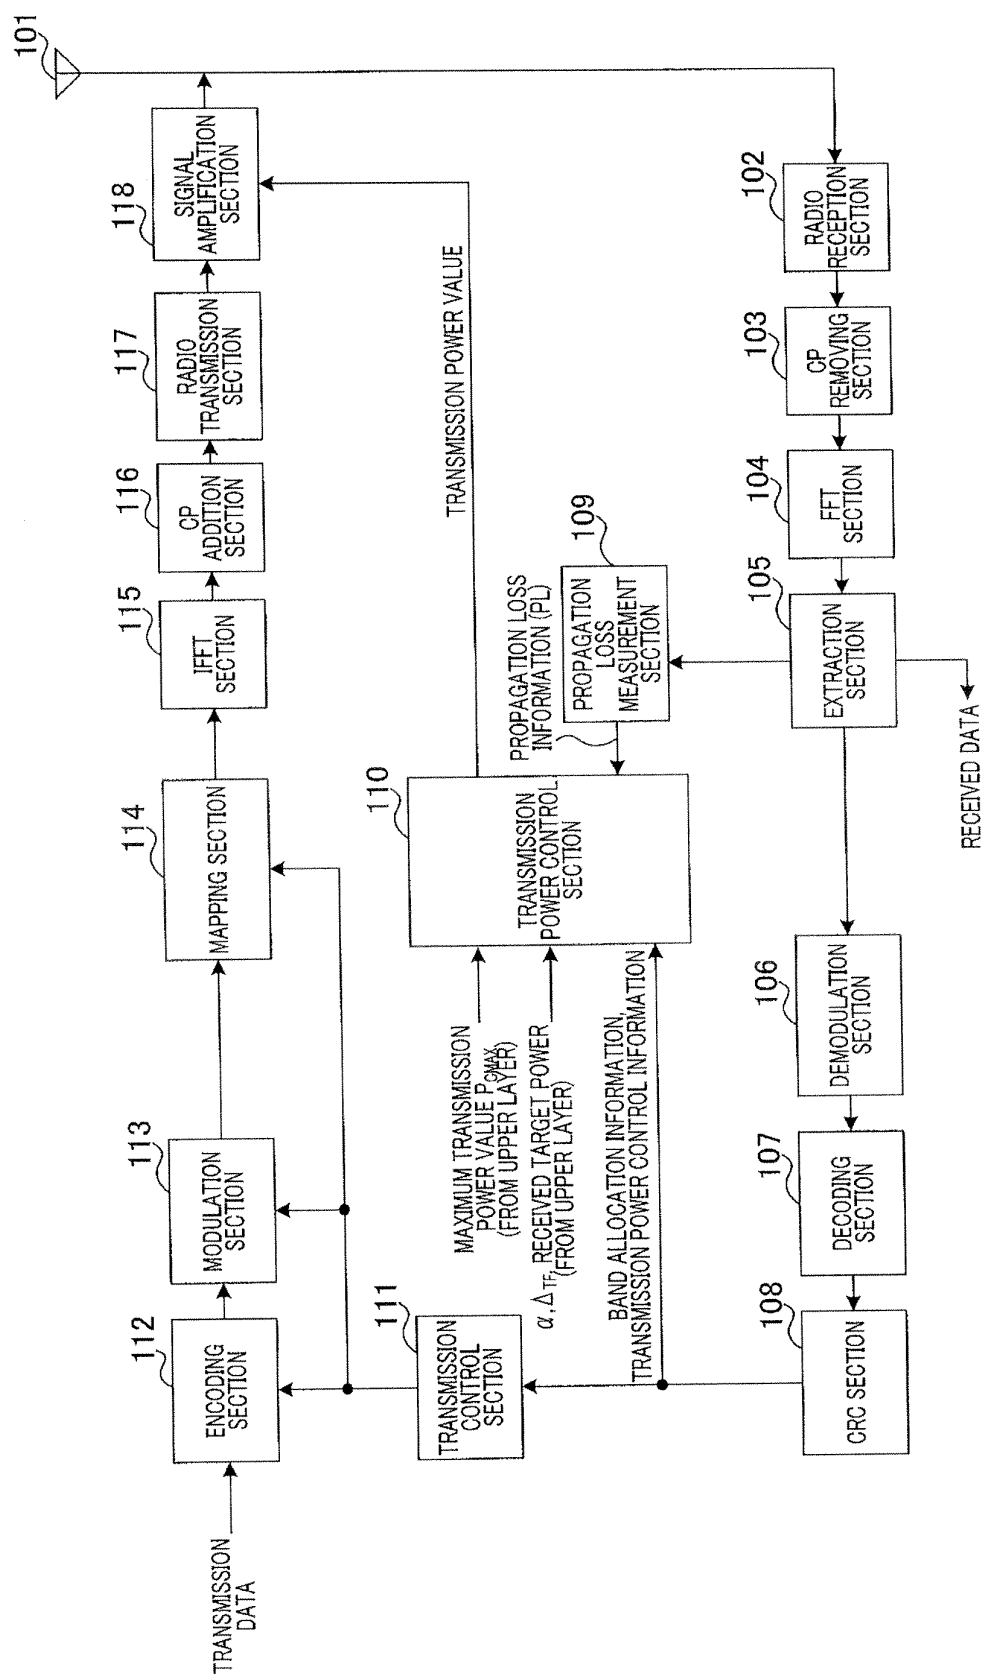 TRANSMISSION
DATA
112
ENCODING
SECTION
113
MODULATION
SECTION
114
MAPPING SECTION
115
IFFT
SECTION
116
CP
ADDITION
SECTION
117
RADIO
TRANSMISSION
SECTION
118
SIGNAL
AMPLIFICATION
SECTION
101
111
TRANSMISSION
CONTROL
SECTION
MAXIMUM TRANSMISSION
POWER VALUE PCMAX
(FROM UPPER LAYER)
α, ΔTF, RECEIVED TARGET POWER
(FROM UPPER LAYER)
BAND ALLOCATION INFORMATION,
TRANSMISSION POWER CONTROL INFORMATION
110
TRANSMISSION
POWER CONTROL
SECTION
TRANSMISSION POWER VALUE
PROPAGATION LOSS
INFORMATION (PL)
109
PROPAGATION
LOSS
MEASUREMENT
SECTION
108
CRC SECTION
107
DECODING
SECTION
106
DEMODULATION
SECTION
105
EXTRACTION
SECTION
RECEIVED DATA
104
FFT
SECTION
103
CP
REMOVING
SECTION
102
RADIO
RECEPTION
SECTION